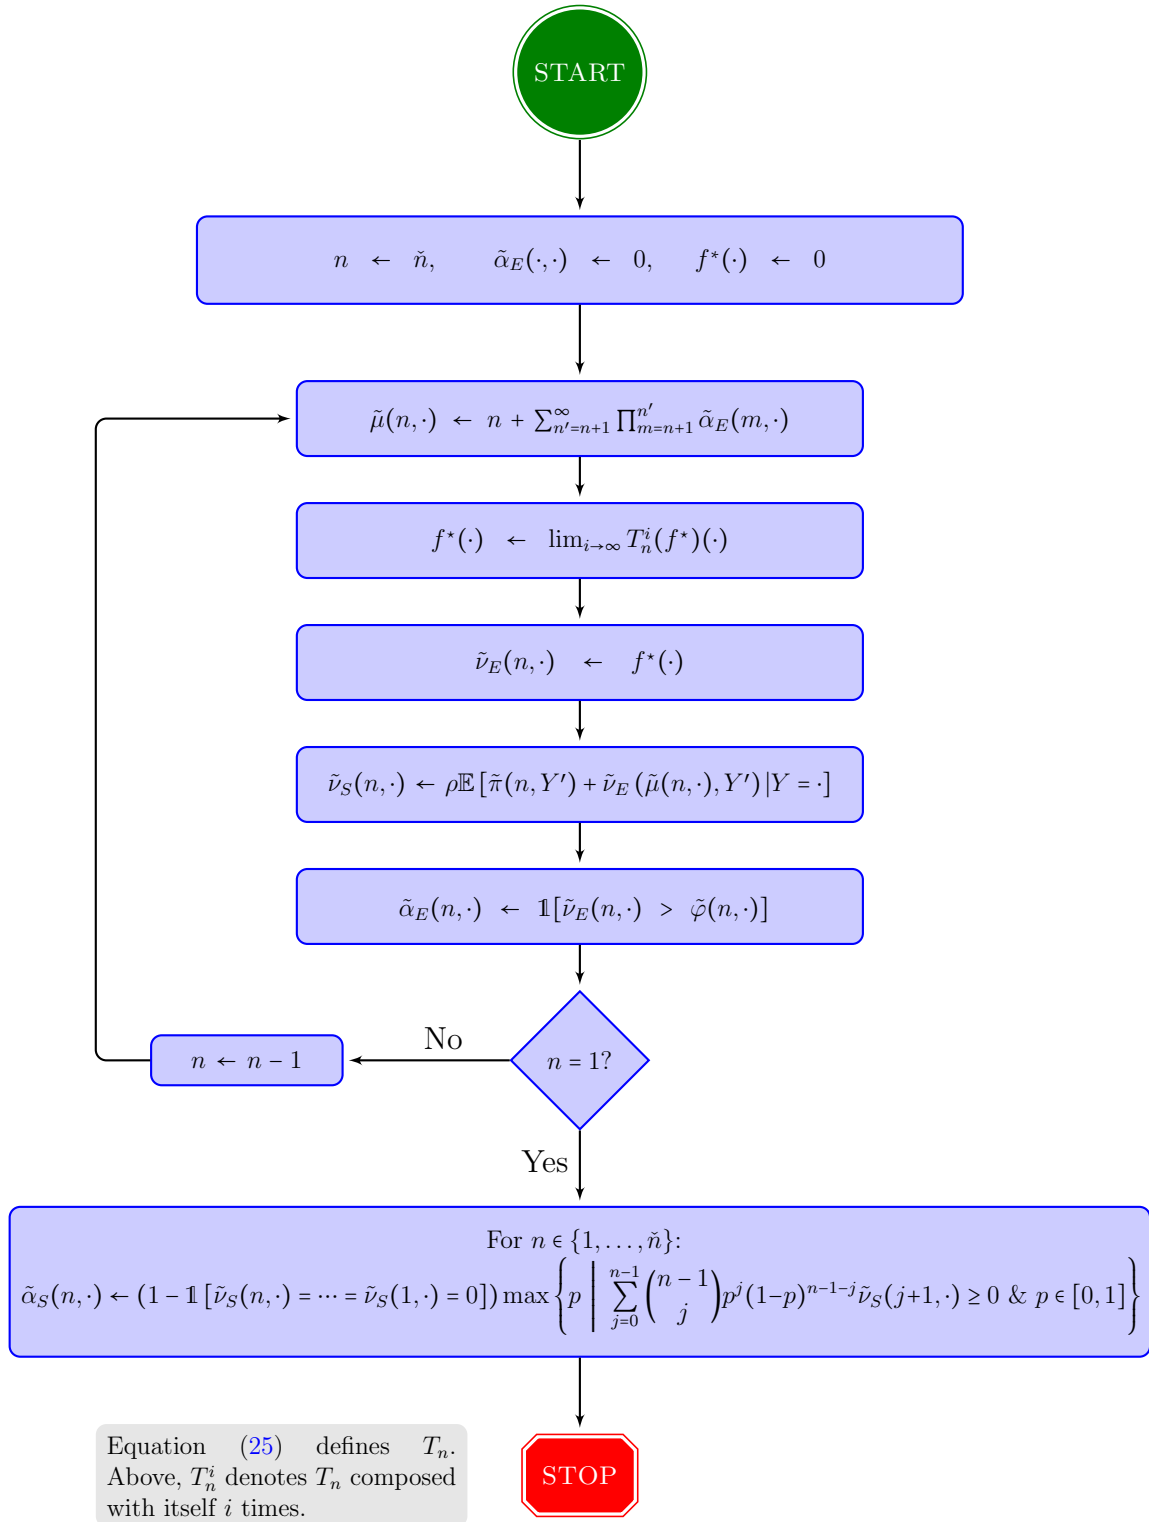 START
n ← ň, α̃_E(·,·) ← 0, f*(·) ← 0
μ̃(n,·) ← n + ∑_{n′=n+1}^{∞} ∏_{m=n+1}^{n′} α̃_E(m,·)
f⋆(·) ← lim_{i→∞} T_n^i(f⋆)(·)
ν̃_E(n,·) ← f⋆(·)
ν̃_S(n,·) ← ρ𝔼[π̃(n,Y′) + ν̃_E(μ̃(n,·),Y′)|Y = ·]
α̃_E(n,·) ← 𝟙[ν̃_E(n,·) > φ̃(n,·)]
n = 1?
No
n ← n − 1
Yes
For n ∈ {1,…,ň}:
α̃_S(n,·) ← (1−𝟙[ν̃_S(n,·) = ⋯ = ν̃_S(1,·) = 0]) max{p | ∑_{j=0}^{n−1} \binom{n−1}{j} p^j(1−p)^{n−1−j} ν̃_S(j+1,·) ≥ 0 & p ∈ [0,1]}
Equation (25) defines T_n.
Above, T_n^i denotes T_n composed
with itself i times.
STOP